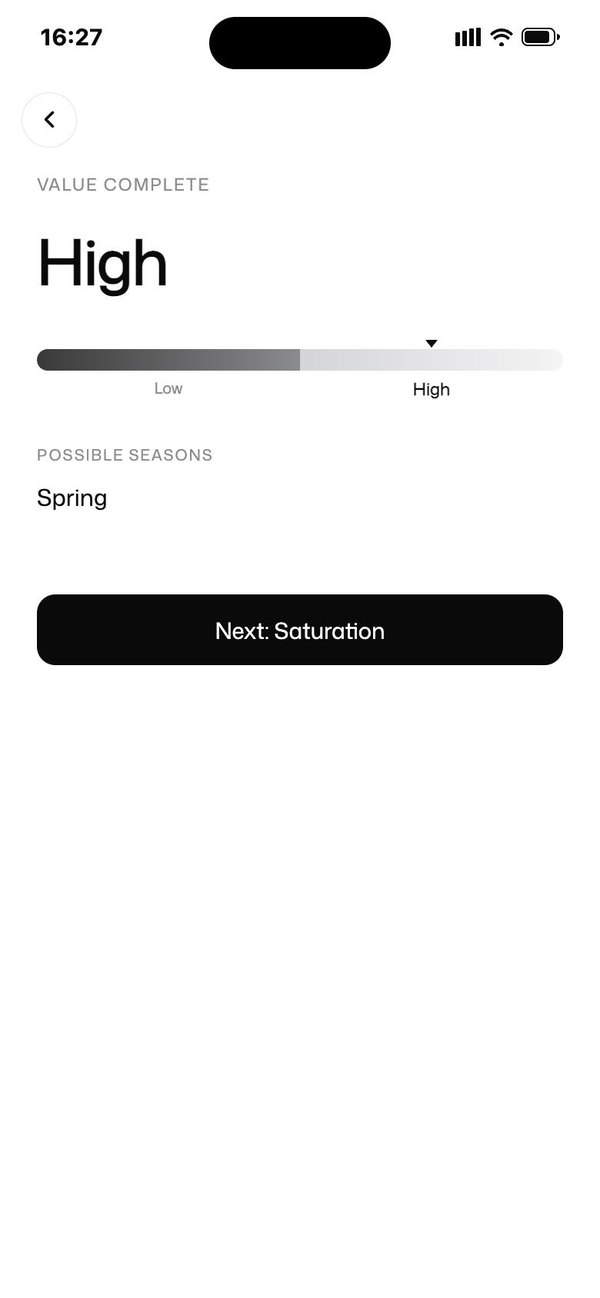 16:27
VALUE COMPLETE
High
Low
High
POSSIBLE SEASONS
Spring
Next: Saturation